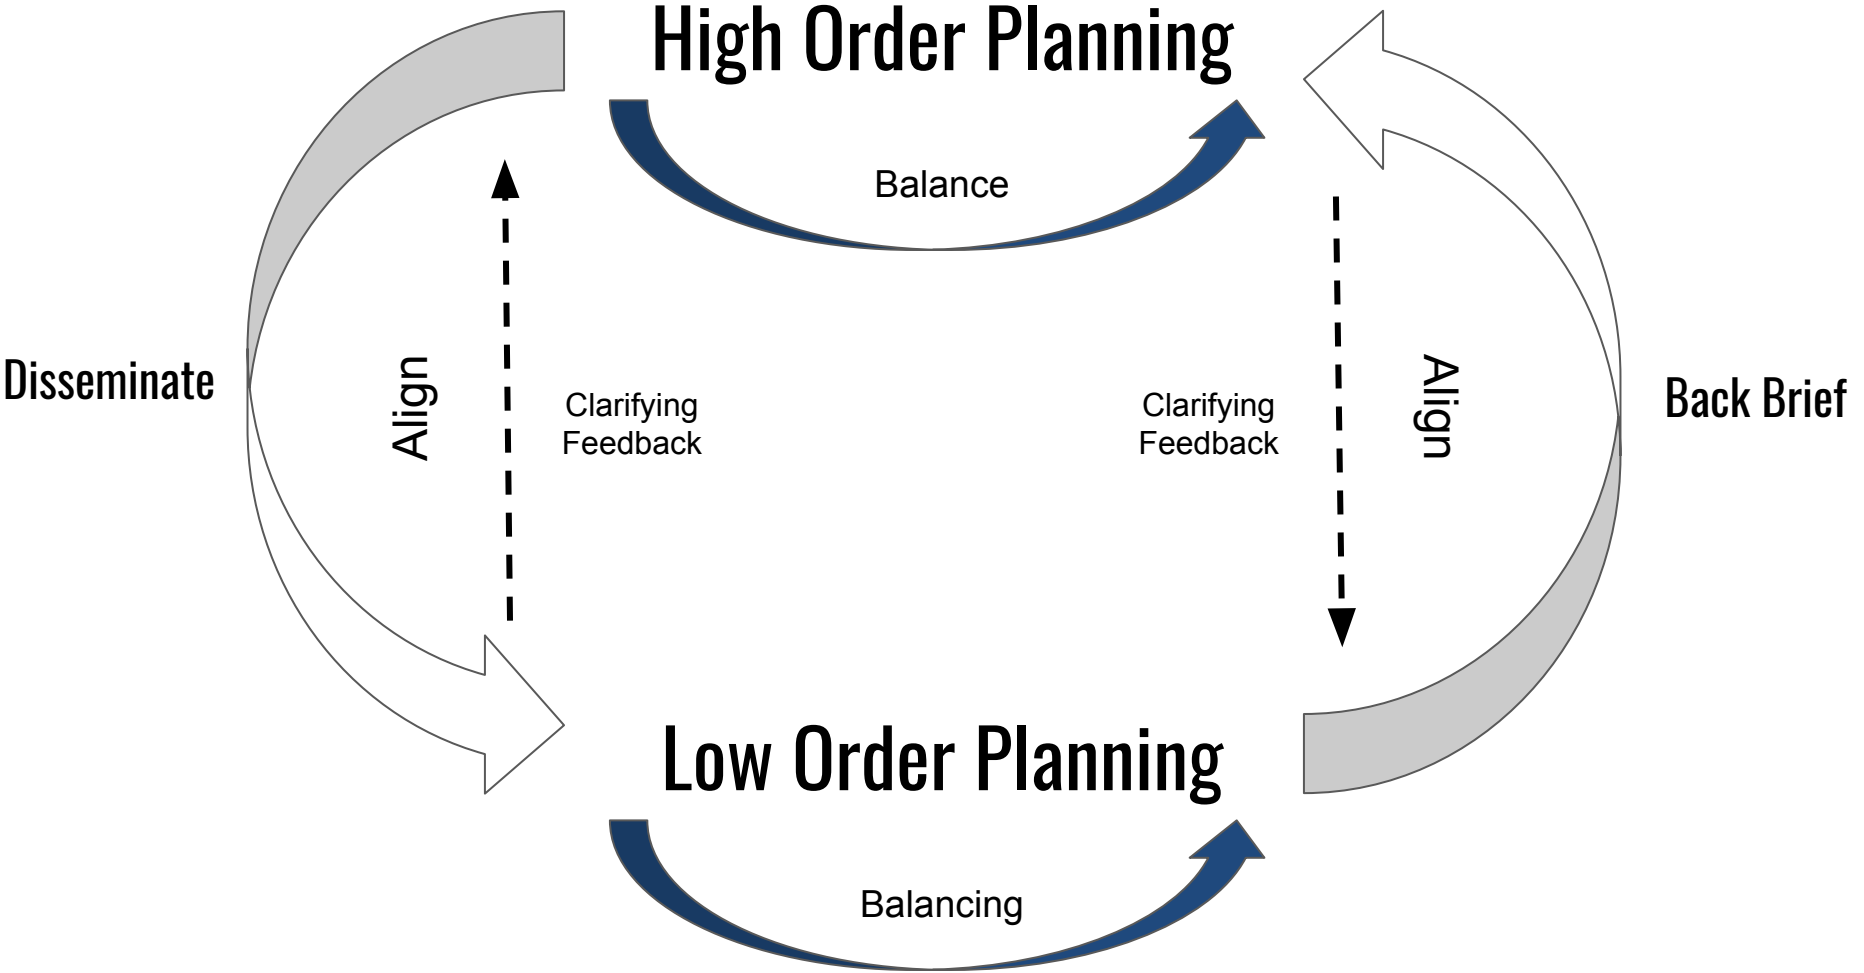 High Order Planning
Balance
Disseminate
Align
Clarifying
Feedback
Clarifying
Feedback
Align
Back Brief
Low Order Planning
Balancing